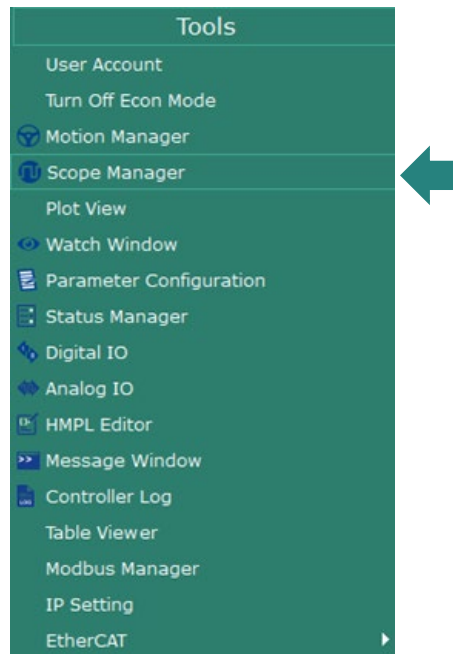 Tools
User Account
Turn Off Econ Mode
Motion Manager
Scope Manager
Plot View
Watch Window
Parameter Configuration
Status Manager
Digital IO
Analog IO
HMPL Editor
Message Window
Controller Log
Table Viewer
Modbus Manager
IP Setting
EtherCAT